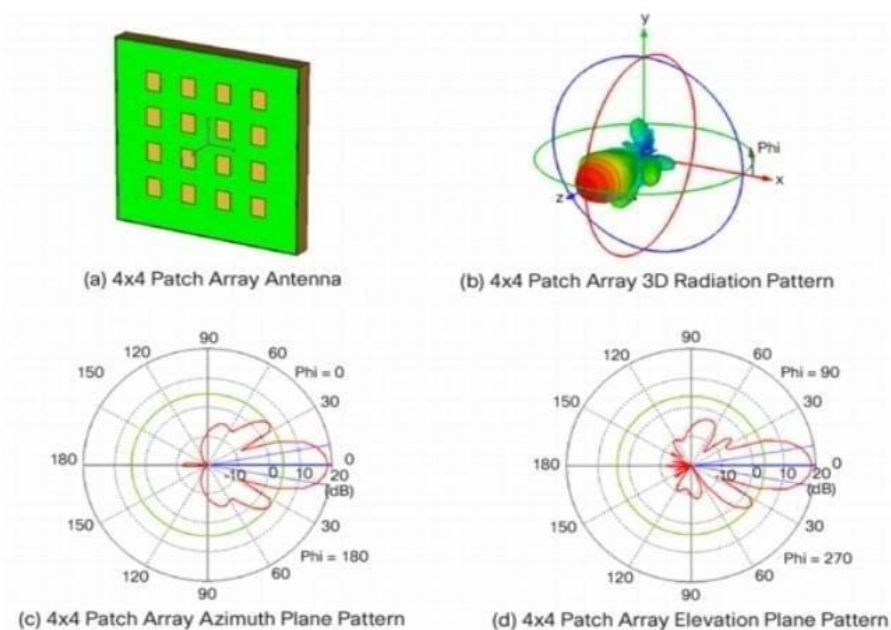 y
Phi
x
z
(a) 4x4 Patch Array Antenna
(b) 4x4 Patch Array 3D Radiation Pattern
90
120
60
Phi = 0
150
30
180
-10
0
10
20
0
(dB)
150
30
Phi = 180
120
60
90
(c) 4x4 Patch Array Azimuth Plane Pattern
90
120
60
Phi = 90
150
30
180
-10
0
10
20
0
(dB)
150
30
Phi = 270
120
60
90
(d) 4x4 Patch Array Elevation Plane Pattern